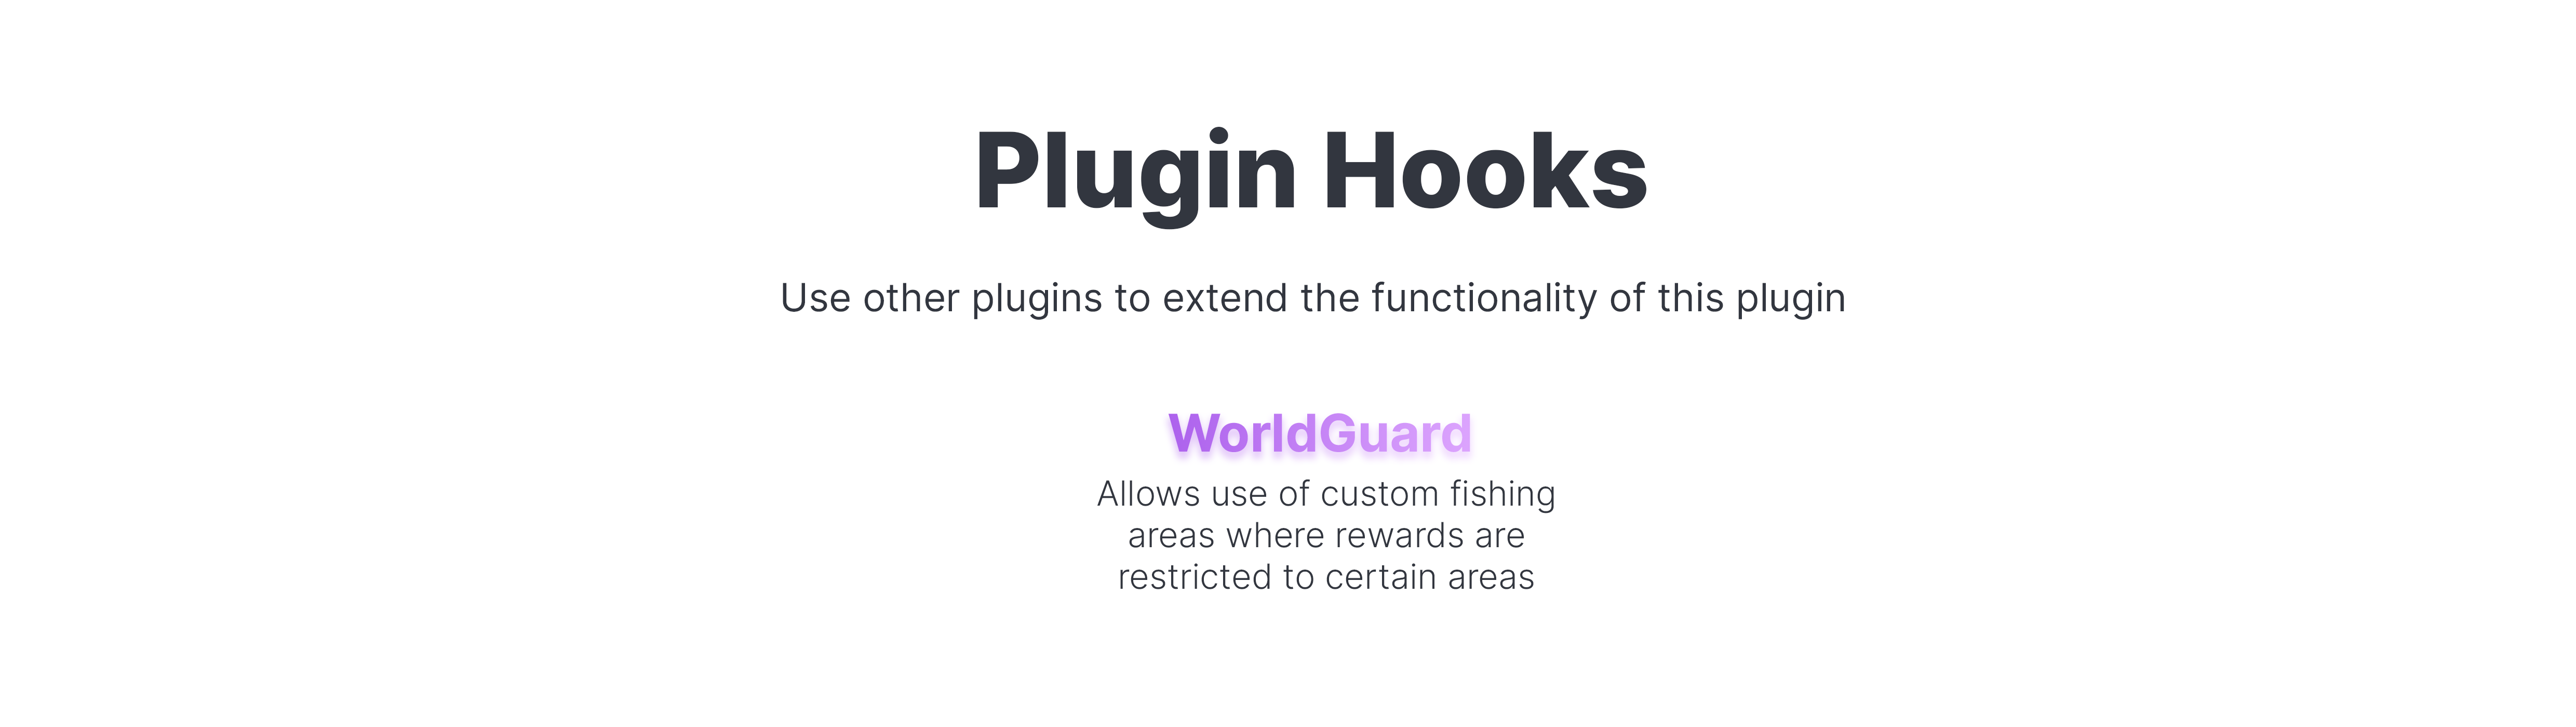 Plugin Hooks
Use other plugins to extend the functionality of this plugin
WorldGuard
Allows use of custom fishing
areas where rewards are
restricted to certain areas